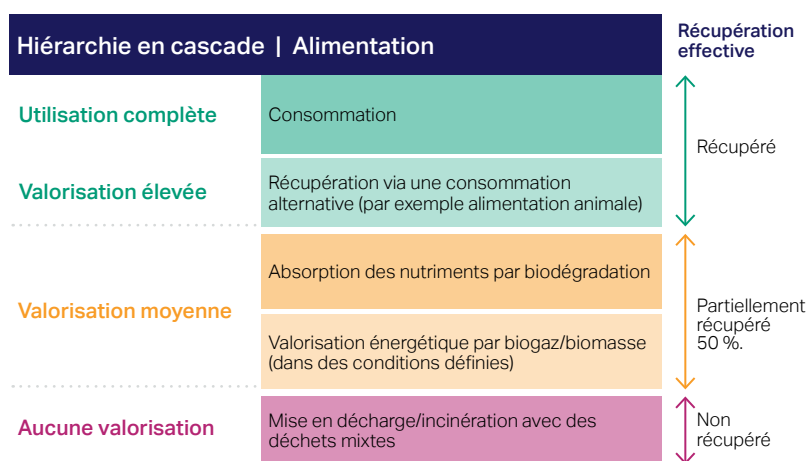 Hiérarchie en cascade | Alimentation
Récupération
effective
Utilisation complète
Consommation
Récupéré
Valorisation élevée
Récupération via une consommation
alternative (par exemple alimentation animale)
Valorisation moyenne
Absorption des nutriments par biodégradation
Valorisation énergétique par biogaz/biomasse
(dans des conditions définies)
Partiellement
récupéré
50 %.
Aucune valorisation
Mise en décharge/incinération avec des
déchets mixtes
Non
récupéré